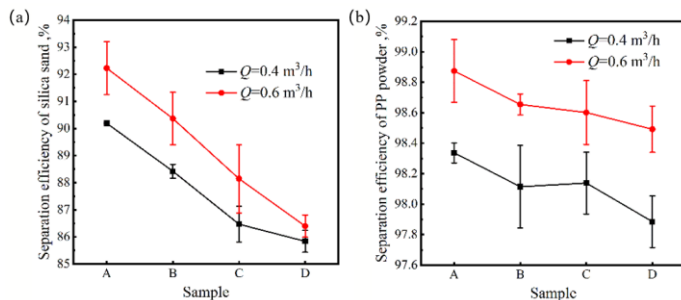 (a)
Separation efficiency of silica sand ,%
94
93
92
91
90
89
88
87
86
85
Q=0.4 m³/h
Q=0.6 m³/h
A B C D
Sample
(b)
Separation efficiency of PP powder ,%
99.2
99.0
98.8
98.6
98.4
98.2
98.0
97.8
97.6
Q=0.4 m³/h
Q=0.6 m³/h
A B C D
Sample